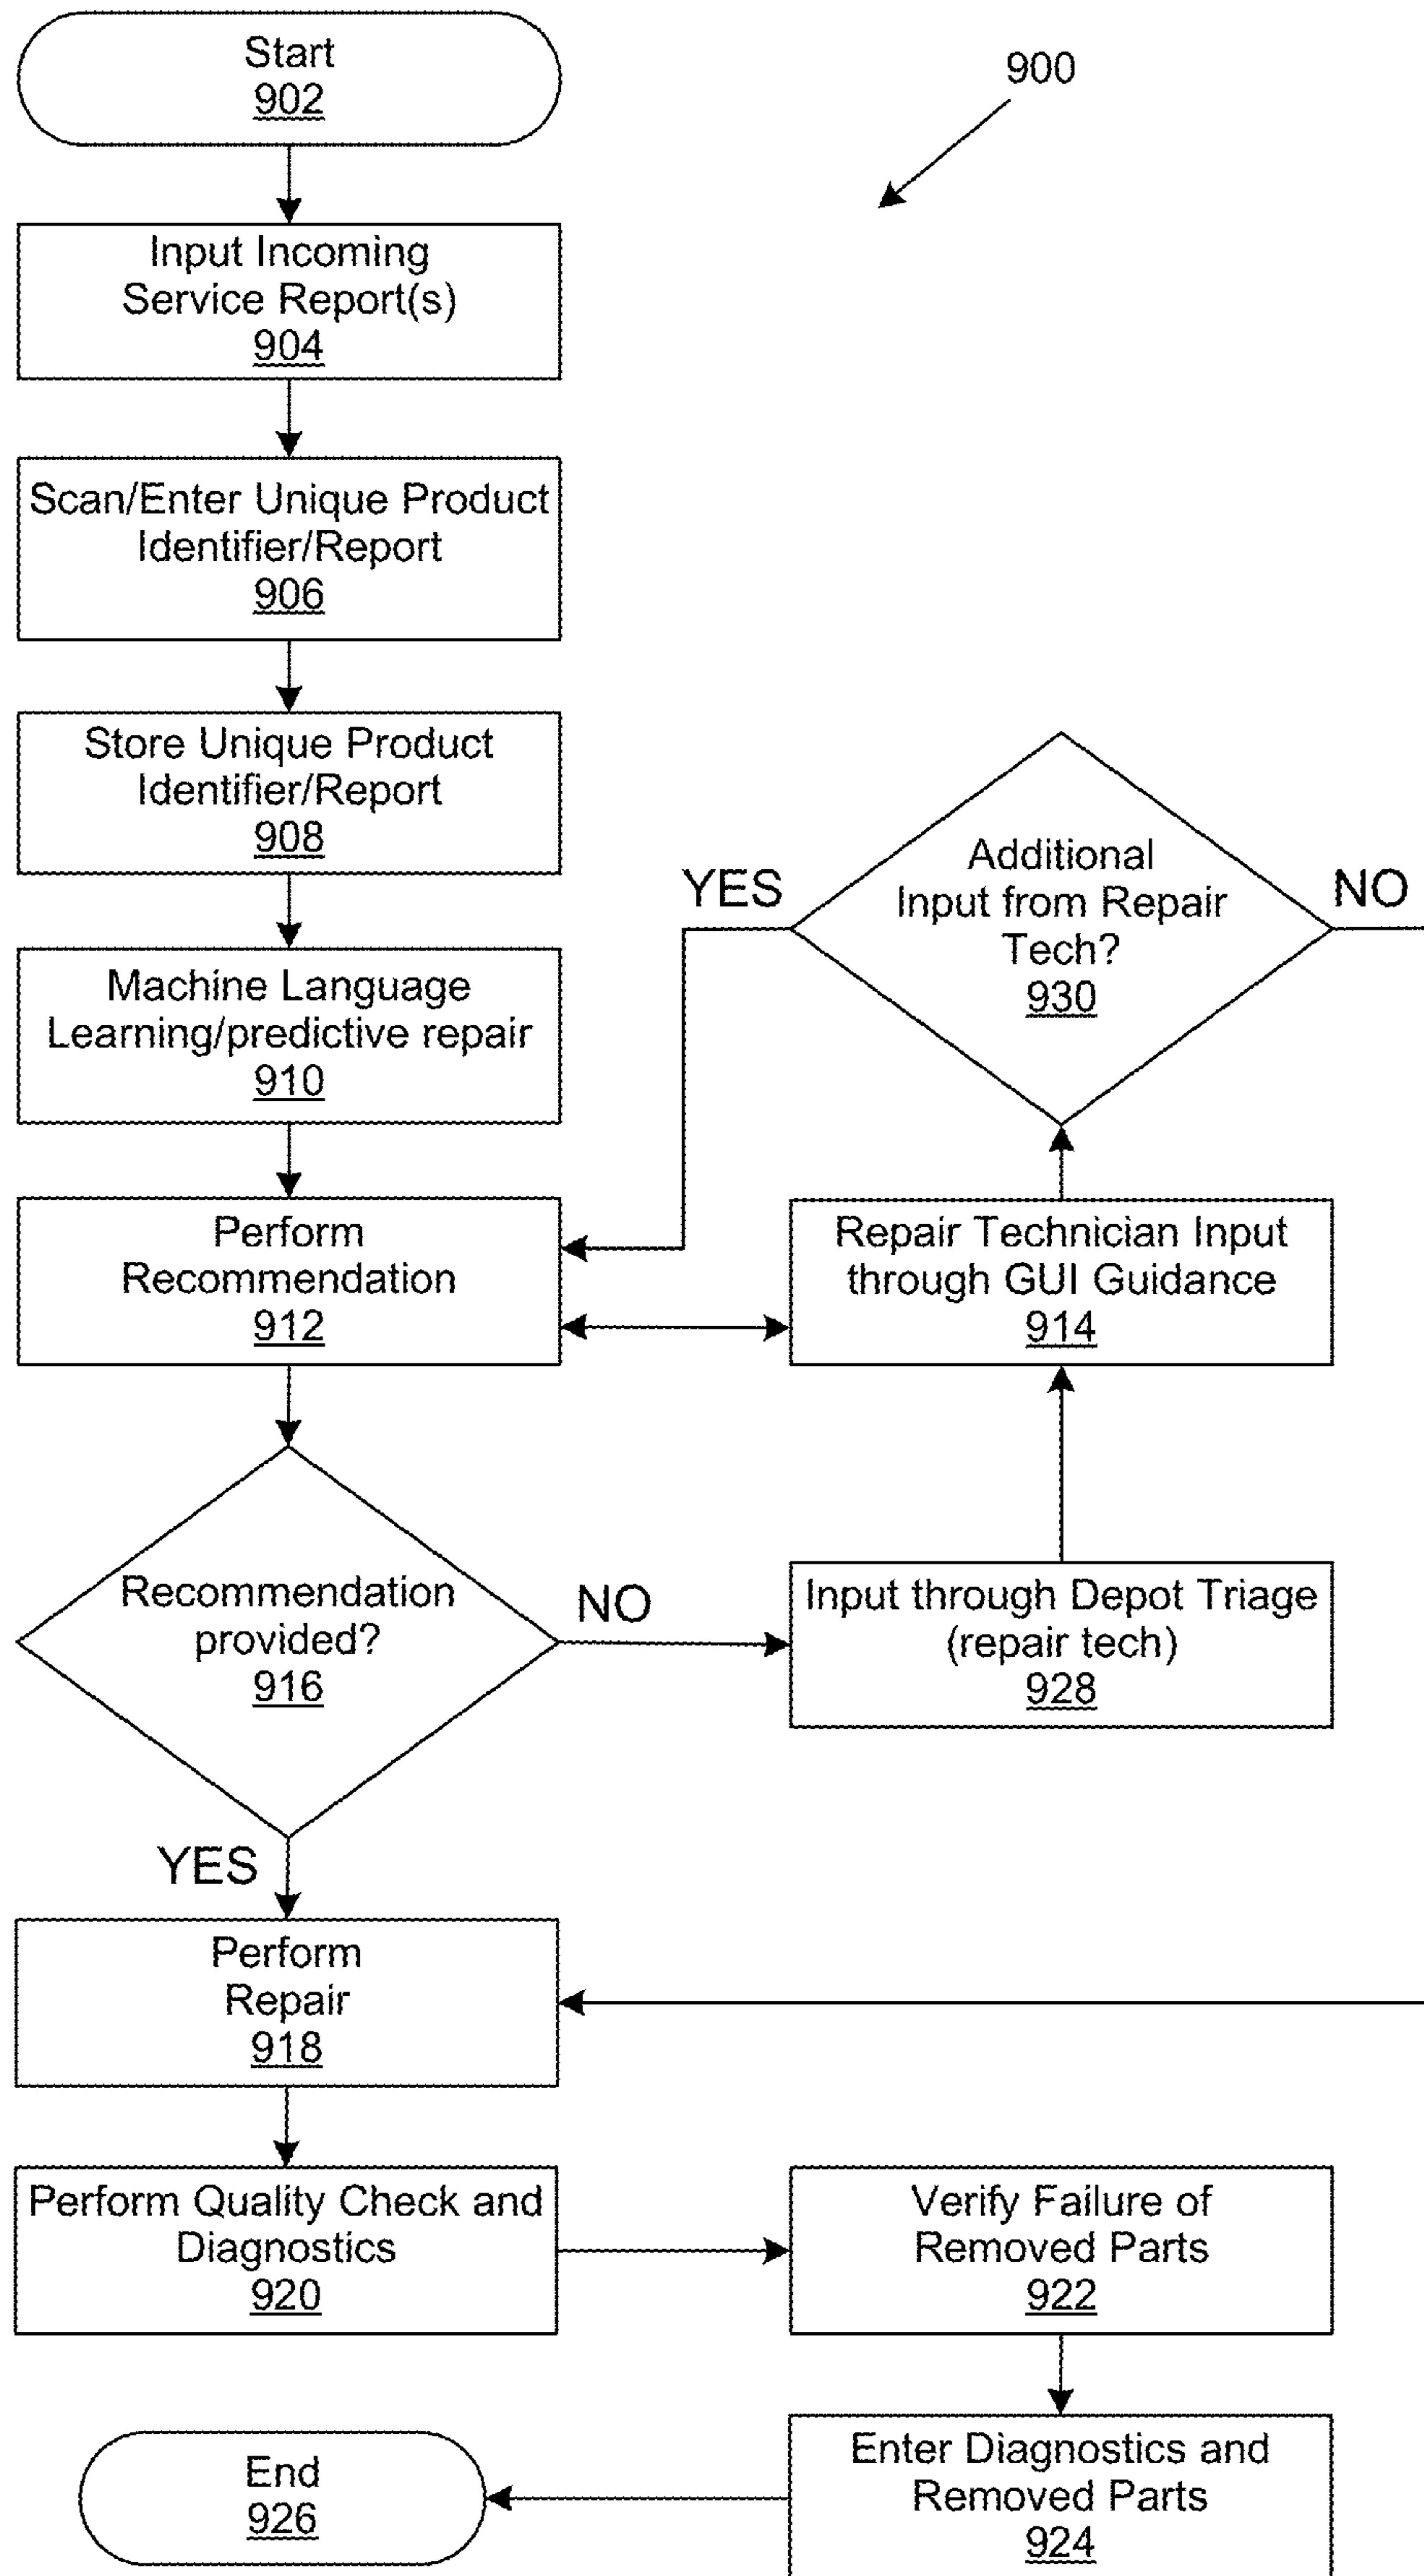 Start
902
900
Input Incoming
Service Report(s)
904
Scan/Enter Unique Product
Identifier/Report
906
Store Unique Product
Identifier/Report
908
Machine Language
Learning/predictive repair
910
Perform
Recommendation
912
YES
Additional
Input from Repair
Tech?
930
NO
Repair Technician Input
through GUI Guidance
914
Recommendation
provided?
916
NO
Input through Depot Triage
(repair tech)
928
YES
Perform
Repair
918
Perform Quality Check and
Diagnostics
920
Verify Failure of
Removed Parts
922
Enter Diagnostics and
Removed Parts
924
End
926